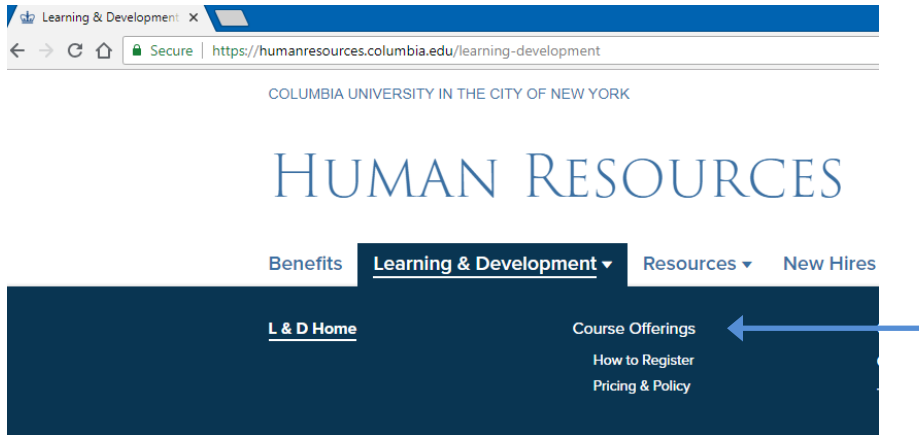 Learning & Development
Secure | https://humanresources.columbia.edu/learning-development
COLUMBIA UNIVERSITY IN THE CITY OF NEW YORK
HUMAN RESOURCES
Benefits Learning & Development Resources New Hires
L & D Home Course Offerings
How to Register
Pricing & Policy